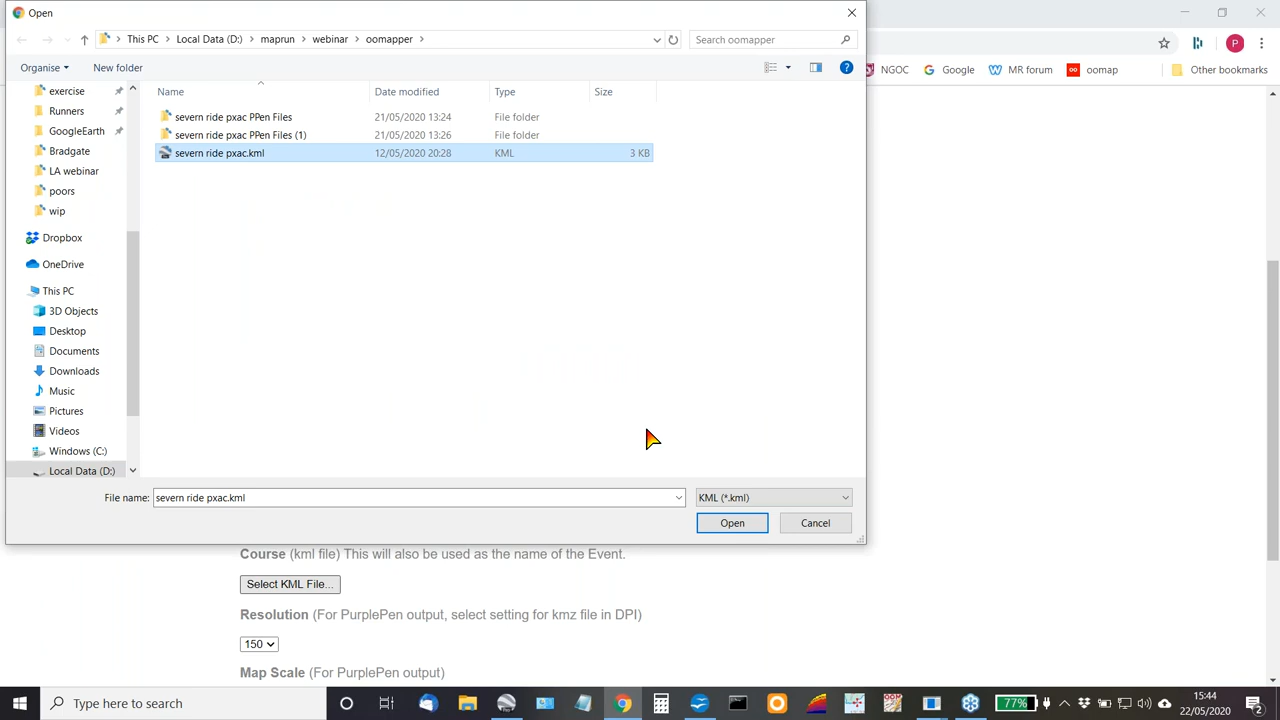 Open
This PC > Local Data (D:) > maprun > webinar > oomapper >
Search oomapper
P
Organise
New folder
?
NGOC
Google
MR forum
oo oomap
Other bookmarks
exercise
Runners
GoogleEarth
Bradgate
LA webinar
poors
wip
Dropbox
OneDrive
This PC
3D Objects
Desktop
Documents
Downloads
Music
Pictures
Videos
Windows (C:)
Local Data (D:)
Name Date modified Type Size
severn ride pxac PPen Files 21/05/2020 13:24 File folder
severn ride pxac PPen Files (1) 21/05/2020 13:26 File folder
severn ride pxac.kml 12/05/2020 20:28 KML 3 KB
File name: severn ride pxac.kml
KML (*.kml)
Open
Cancel
Course (kml file) This will also be used as the name of the Event.
Select KML File...
Resolution (For PurplePen output, select setting for kmz file in DPI)
150
Map Scale (For PurplePen output)
Type here to search
77%
15:44
22/05/2020
2